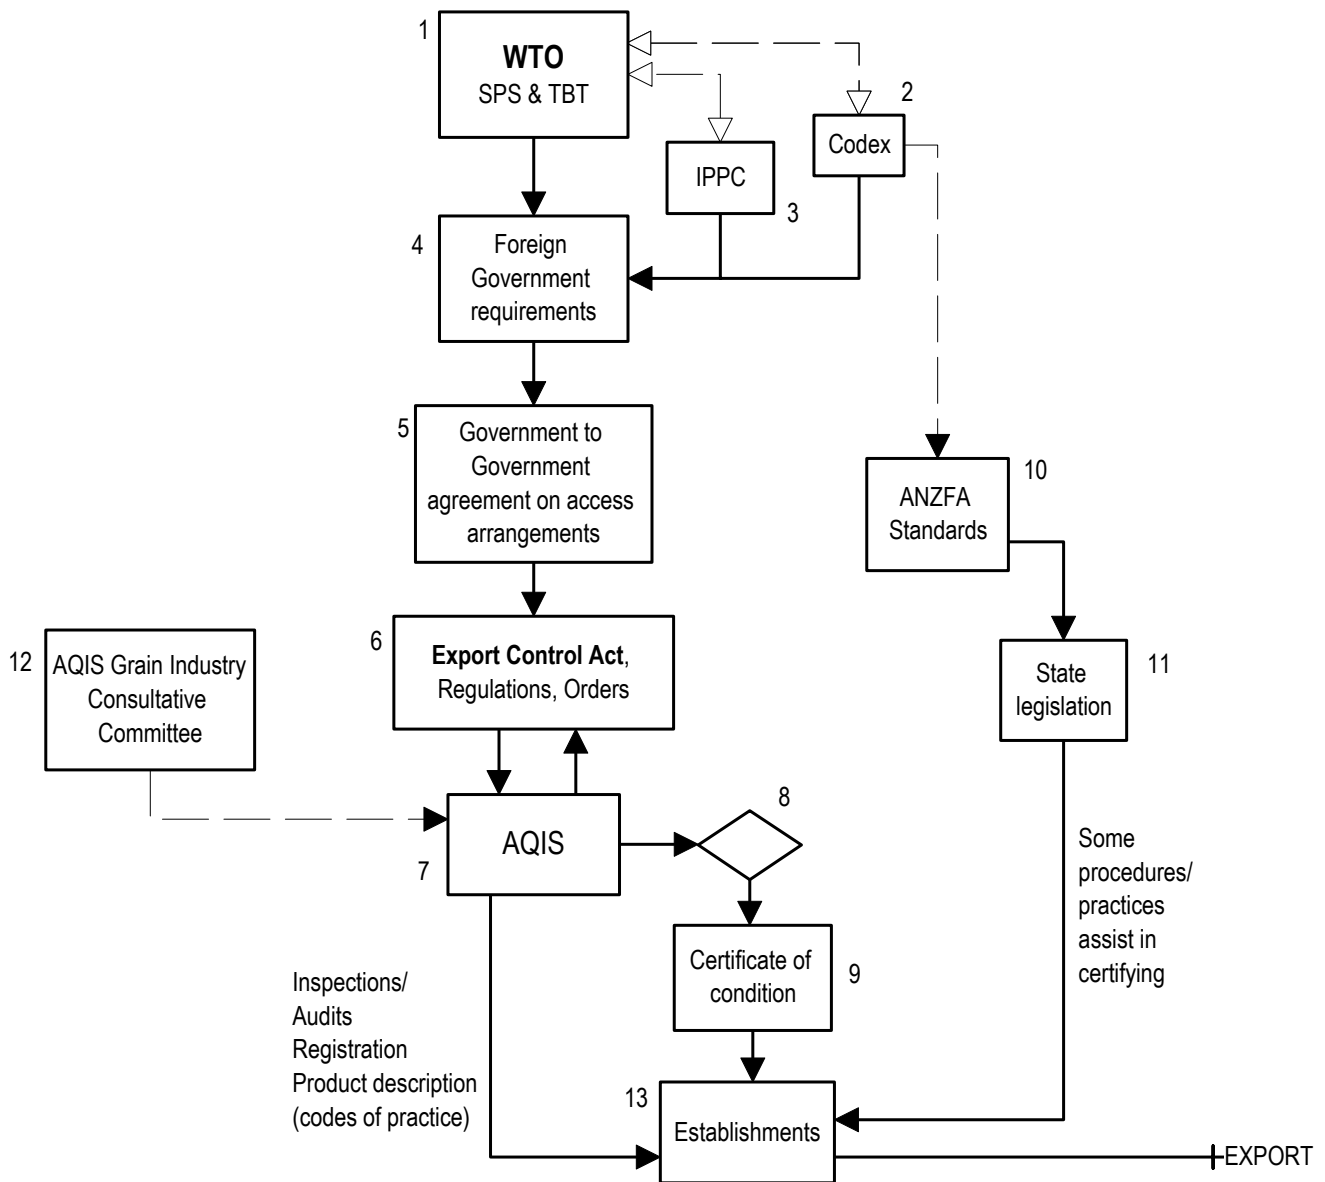 1
WTO
SPS & TBT
2
Codex
IPPC
3
4
Foreign
Government
requirements
5
Government to
Government
agreement on access
arrangements
10
ANZFA
Standards
6
Export Control Act,
Regulations, Orders
12
AQIS Grain Industry
Consultative
Committee
11
State
legislation
8
AQIS
7
Some
procedures/
practices
assist in
certifying
Certificate of
condition
9
Inspections/
Audits
Registration
Product description
(codes of practice)
13
Establishments
EXPORT